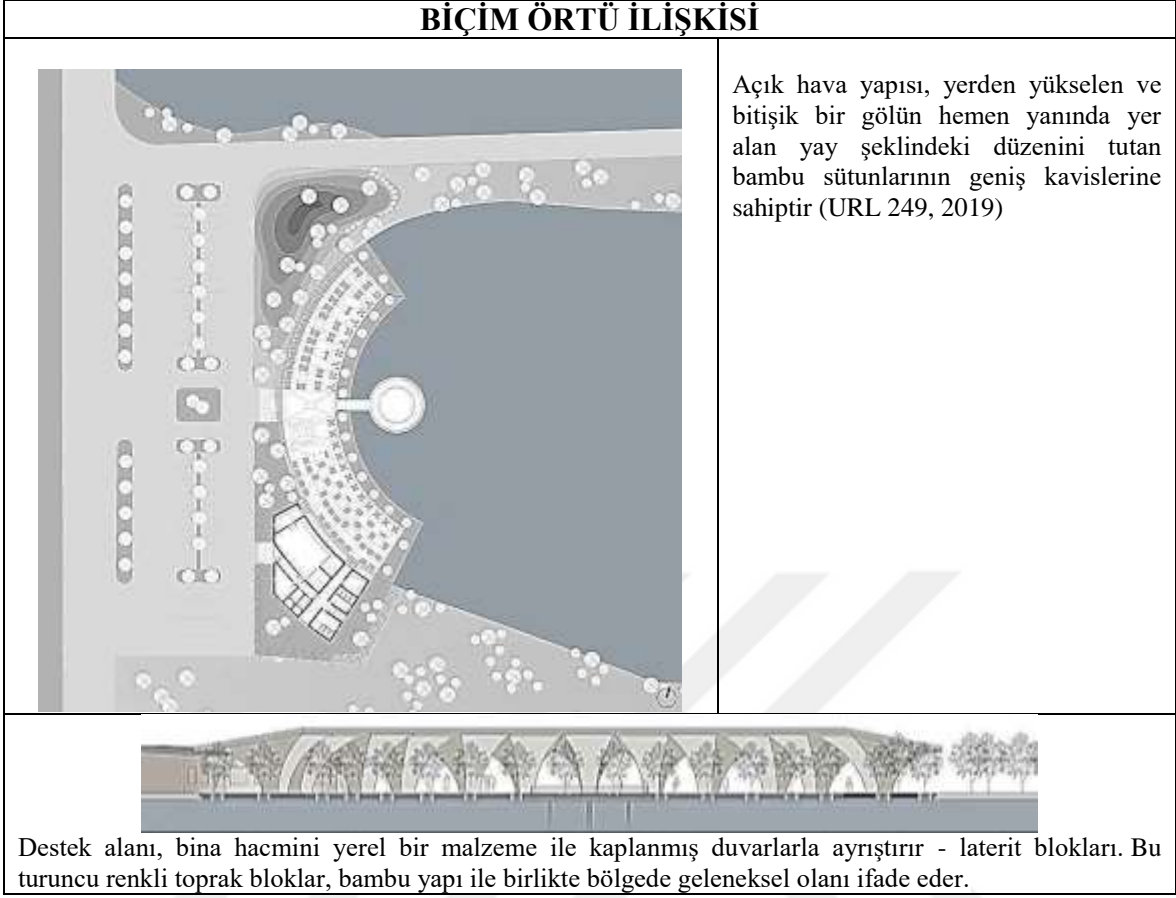 BİÇİM ÖRTÜ İLİŞKİSİ
Açık hava yapısı, yerden yükselen ve
bitişik bir gölün hemen yanında yer
alan yay şeklindeki düzenini tutan
bambu sütunlarının geniş kavislerine
sahiptir (URL 249, 2019)
Destek alanı, bina hacmini yerel bir malzeme ile kaplanmış duvarlarla ayrıştırır - laterit blokları. Bu
turuncu renkli toprak bloklar, bambu yapı ile birlikte bölgede geleneksel olanı ifade eder.